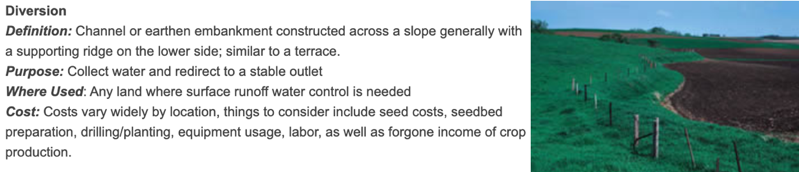 Diversion
Definition: Channel or earthen embankment constructed across a slope generally with
a supporting ridge on the lower side; similar to a terrace.
Purpose: Collect water and redirect to a stable outlet
Where Used: Any land where surface runoff water control is needed
Cost: Costs vary widely by location, things to consider include seed costs, seedbed
preparation, drilling/planting, equipment usage, labor, as well as forgone income of crop
production.